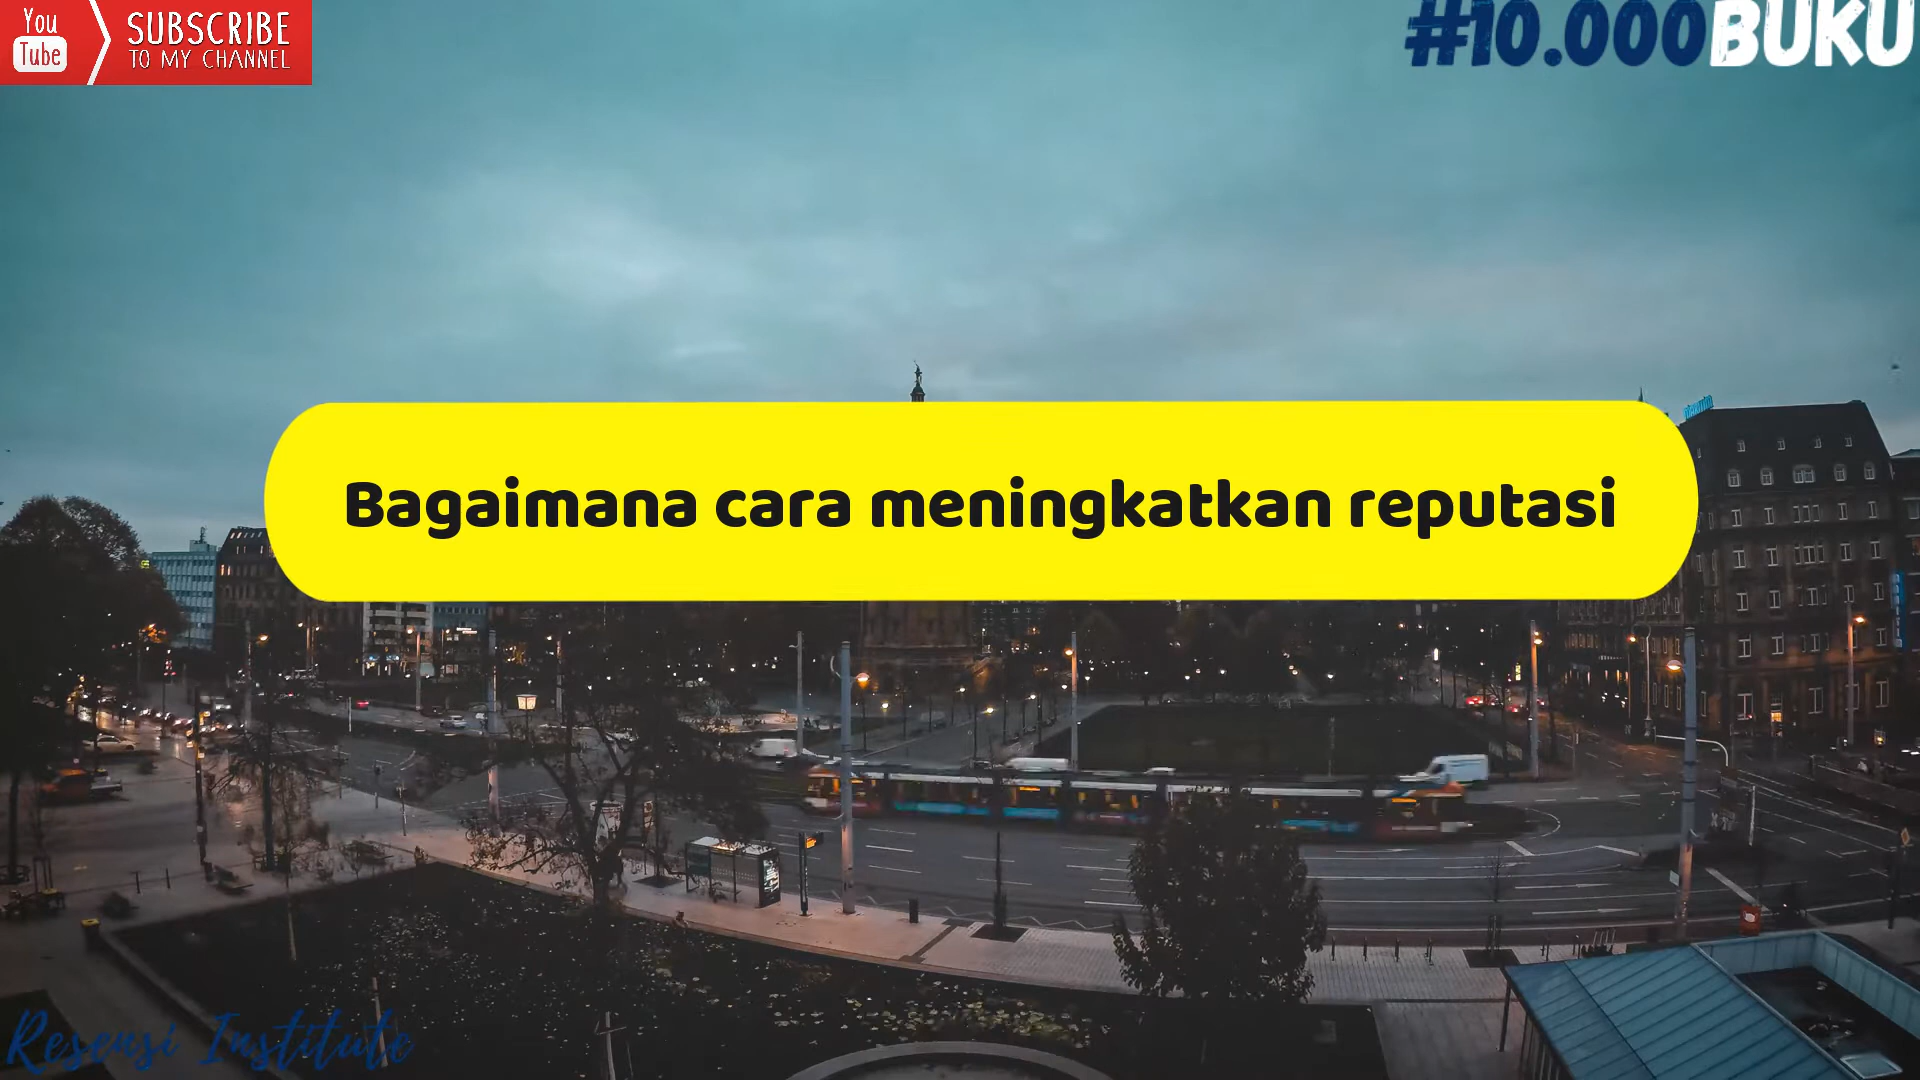 You
Tube
SUBSCRIBE
TO MY CHANNEL
#10.000BUKU
Bagaimana cara meningkatkan reputasi
Resensi Institute